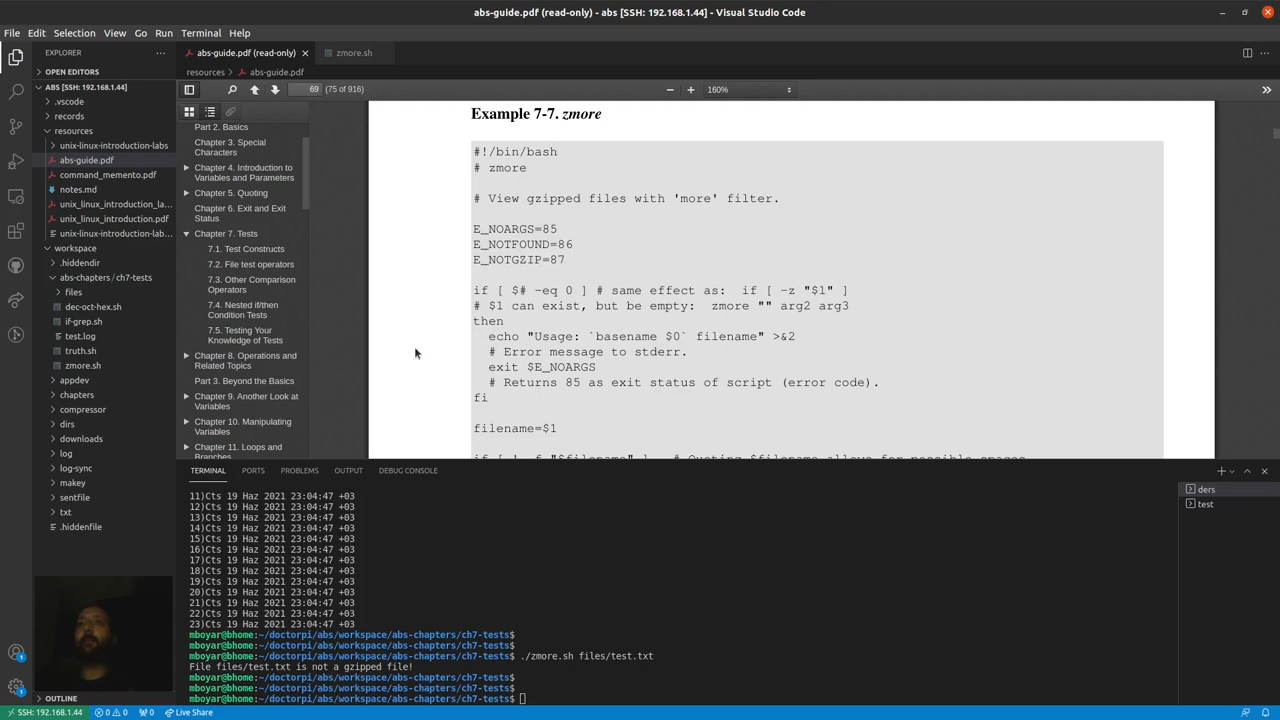 abs-guide.pdf (read-only) - abs [SSH: 192.168.1.44] - Visual Studio Code
File Edit Selection View Go Run Terminal Help
EXPLORER ···
OPEN EDITORS
ABS [SSH: 192.168.1.44]
.vscode
records
resources
unix-linux-introduction-labs
abs-guide.pdf
command_memento.pdf
notes.md
unix_linux_introduction_la...
unix_linux_introduction.pdf
unix-linux-introduction-lab...
workspace
.hiddendir
abs-chapters / ch7-tests
files
dec-oct-hex.sh
if-grep.sh
test.log
truth.sh
zmore.sh
appdev
chapters
compressor
dirs
downloads
log
log-sync
makey
sentfile
txt
.hiddenfile
OUTLINE
abs-guide.pdf (read-only) zmore.sh
resources > abs-guide.pdf
69 (75 of 916) 160%
Part 2. Basics
Chapter 3. Special
Characters
Chapter 4. Introduction to
Variables and Parameters
Chapter 5. Quoting
Chapter 6. Exit and Exit
Status
Chapter 7. Tests
7.1. Test Constructs
7.2. File test operators
7.3. Other Comparison
Operators
7.4. Nested if/then
Condition Tests
7.5. Testing Your
Knowledge of Tests
Chapter 8. Operations and
Related Topics
Part 3. Beyond the Basics
Chapter 9. Another Look at
Variables
Chapter 10. Manipulating
Variables
Chapter 11. Loops and
Branches
Example 7-7. zmore
#!/bin/bash
# zmore
# View gzipped files with 'more' filter.
E_NOARGS=85
E_NOTFOUND=86
E_NOTGZIP=87
if [ $# -eq 0 ] # same effect as: if [ -z "$1" ]
# $1 can exist, but be empty: zmore "" arg2 arg3
then
echo "Usage: `basename $0` filename" >&2
# Error message to stderr.
exit $E_NOARGS
# Returns 85 as exit status of script (error code).
fi
filename=$1
if [ ! -f "$filename" ] # Quoting $filename allows for possible spaces.
TERMINAL PORTS PROBLEMS OUTPUT DEBUG CONSOLE
11)Cts 19 Haz 2021 23:04:47 +03
12)Cts 19 Haz 2021 23:04:47 +03
13)Cts 19 Haz 2021 23:04:47 +03
14)Cts 19 Haz 2021 23:04:47 +03
15)Cts 19 Haz 2021 23:04:47 +03
16)Cts 19 Haz 2021 23:04:47 +03
17)Cts 19 Haz 2021 23:04:47 +03
18)Cts 19 Haz 2021 23:04:47 +03
19)Cts 19 Haz 2021 23:04:47 +03
20)Cts 19 Haz 2021 23:04:47 +03
21)Cts 19 Haz 2021 23:04:47 +03
22)Cts 19 Haz 2021 23:04:47 +03
23)Cts 19 Haz 2021 23:04:47 +03
mboyar@bhome:~/doctorpi/abs/workspace/abs-chapters/ch7-tests$
mboyar@bhome:~/doctorpi/abs/workspace/abs-chapters/ch7-tests$
mboyar@bhome:~/doctorpi/abs/workspace/abs-chapters/ch7-tests$ ./zmore.sh files/test.txt
File files/test.txt is not a gzipped file!
mboyar@bhome:~/doctorpi/abs/workspace/abs-chapters/ch7-tests$
mboyar@bhome:~/doctorpi/abs/workspace/abs-chapters/ch7-tests$
mboyar@bhome:~/doctorpi/abs/workspace/abs-chapters/ch7-tests$
ders
test
SSH: 192.168.1.44 0 0 0 Live Share